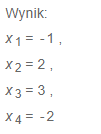 Wynik:
x₁ = -1 ,
x₂ = 2 ,
x₃ = 3 ,
x₄ = -2